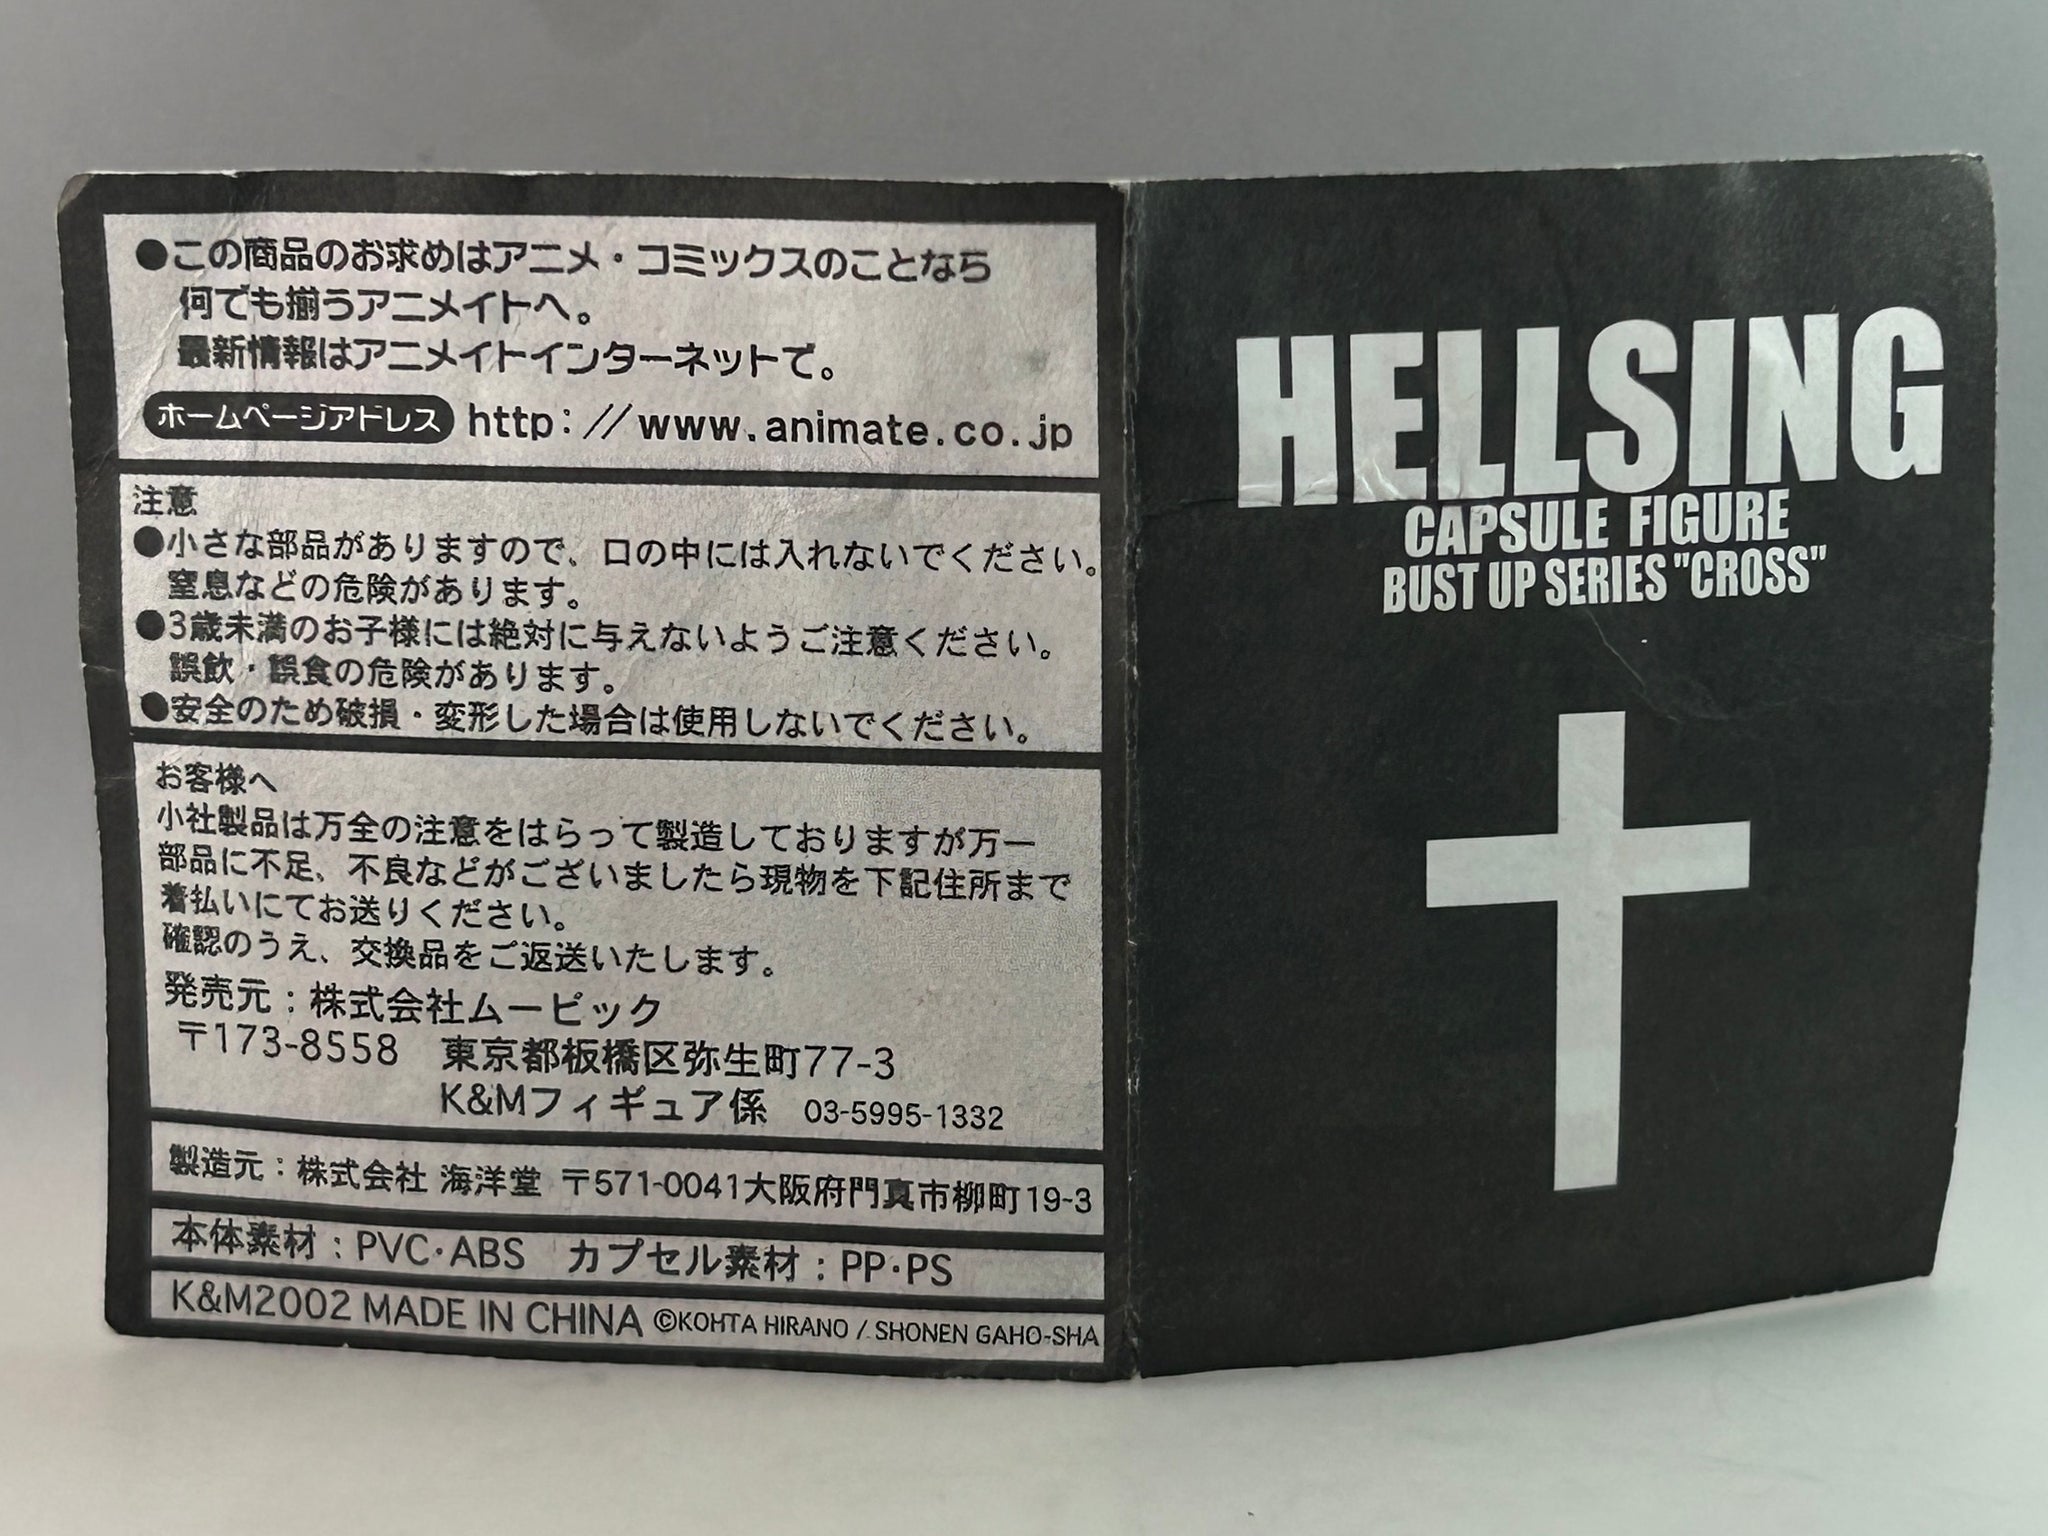 ●この商品のお求めはアニメ・コミックスのことなら
何でも揃うアニメイトへ。
最新情報はアニメイトインターネットで。
ホームページアドレス http://www.animate.co.jp
注意
●小さな部品がありますので、口の中には入れないでください。
窒息などの危険があります。
●3歳未満のお子様には絶対に与えないようご注意ください。
誤飲・誤食の危険があります。
●安全のため破損・変形した場合は使用しないでください。
お客様へ
小社製品は万全の注意をはらって製造しておりますが万一
部品に不足、不良などがございましたら現物を下記住所まで
着払いにてお送りください。
確認のうえ、交換品をご返送いたします。
発売元：株式会社ムービック
〒173-8558 東京都板橋区弥生町77-3
K&Mフィギュア係 03-5995-1332
製造元：株式会社 海洋堂 〒571-0041大阪府門真市柳町19-3
本体素材：PVC・ABS カプセル素材：PP・PS
K&M2002 MADE IN CHINA ©KOHTA HIRANO / SHONEN GAHO-SHA
HELLSING
CAPSULE FIGURE
BUST UP SERIES "CROSS"